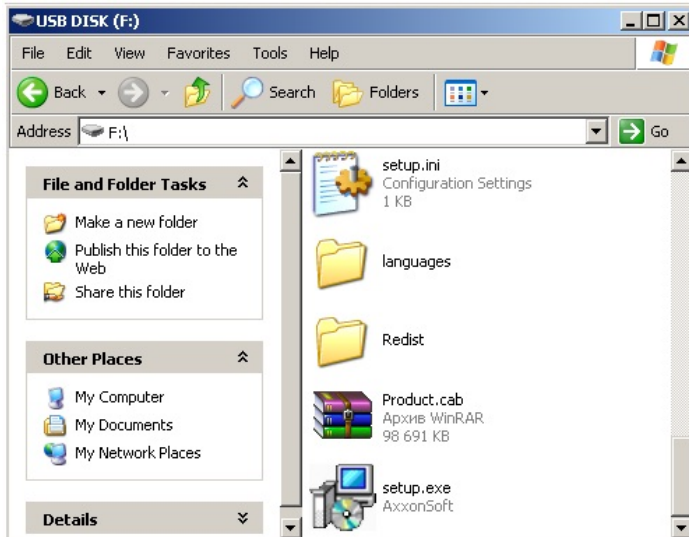 USB DISK (F:)
File Edit View Favorites Tools Help
Back Search Folders
Address F:\ Go
File and Folder Tasks
Make a new folder
Publish this folder to the
Web
Share this folder
Other Places
My Computer
My Documents
My Network Places
Details
setup.ini
Configuration Settings
1 KB
languages
Redist
Product.cab
Архив WinRAR
98 691 KB
setup.exe
AxxonSoft